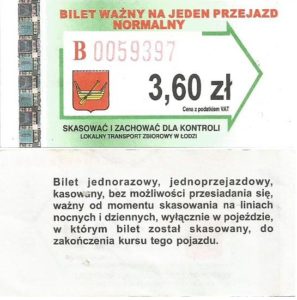 BILET WAŻNY NA JEDEN PRZEJAZD
NORMALNY
B 0059397
3,60 zł
Cena z podatkiem VAT
SKASOWAĆ I ZACHOWAĆ DLA KONTROLI
LOKALNY TRANSPORT ZBIOROWY W ŁODZI
Bilet jednorazowy, jednoprzejazdowy,
kasowany, bez możliwości przesiadania się,
ważny od momentu skasowania na liniach
nocnych i dziennych, wyłącznie w pojeździe,
w którym bilet został skasowany, do
zakończenia kursu tego pojazdu.